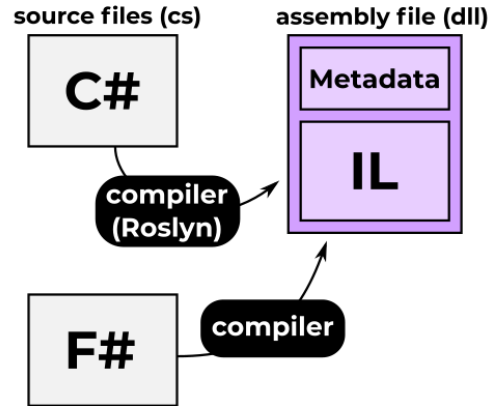 source files (cs)
assembly file (dll)
C#
Metadata
IL
compiler
(Roslyn)
compiler
F#